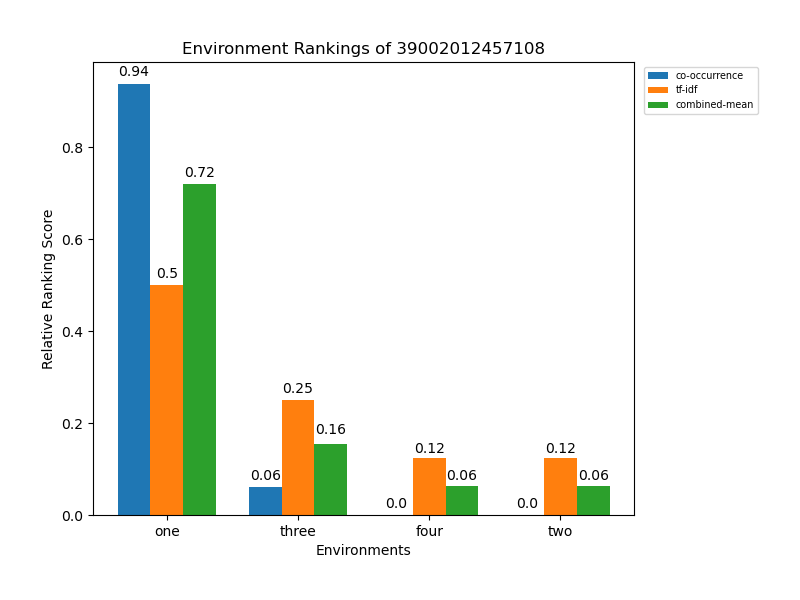 Environment Rankings of 39002012457108
co-occurrence
tf-idf
combined-mean
0.94
0.5
0.72
0.06
0.25
0.16
0.0
0.12
0.06
0.0
0.12
0.06
0.8
0.6
0.4
0.2
0.0
Relative Ranking Score
one three four two
Environments